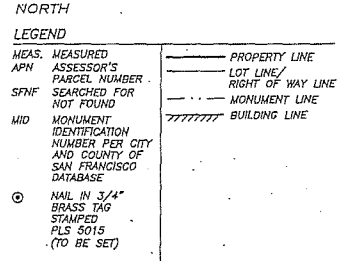 NORTH
LEGEND
MEAS. MEASURED
APN ASSESSOR'S
PARCEL NUMBER
SFNF SEARCHED FOR
NOT FOUND
MID MONUMENT
IDENTIFICATION
NUMBER PER CITY
AND COUNTY OF
SAN FRANCISCO
DATABASE
NAIL IN 3/4"
BRASS TAG
STAMPED
PLS 5015
(TO BE SET)
PROPERTY LINE
LOT LINE/
RIGHT OF WAY LINE
MONUMENT LINE
BUILDING LINE